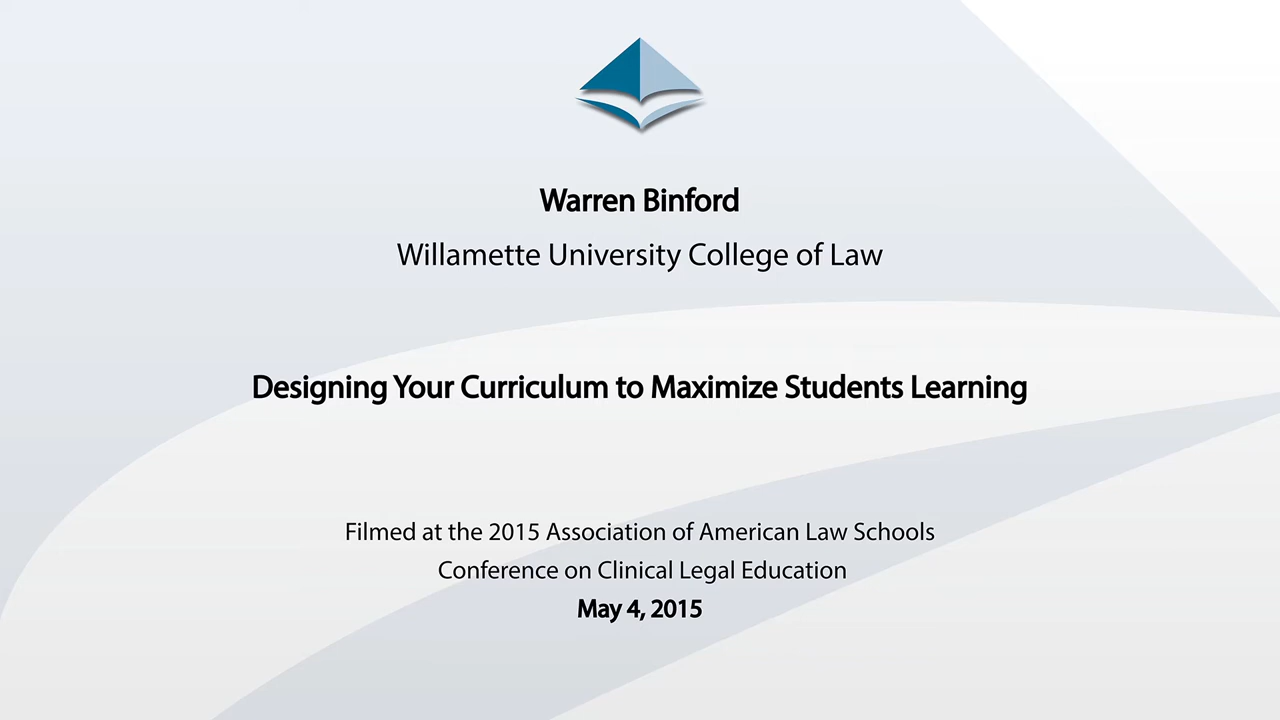 Warren Binford
Willamette University College of Law
Designing Your Curriculum to Maximize Students Learning
Filmed at the 2015 Association of American Law Schools
Conference on Clinical Legal Education
May 4, 2015